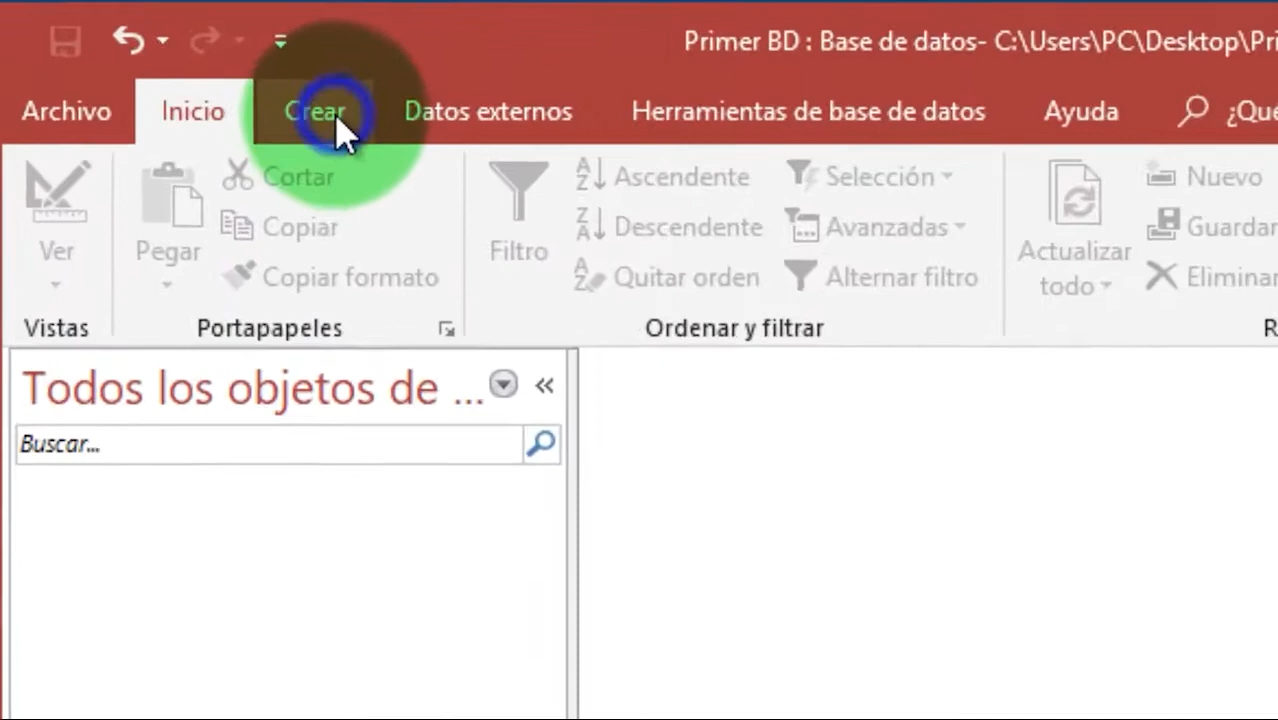 Primer BD : Base de datos- C:\Users\PC\Desktop\Pri
Archivo Inicio Crear Datos externos Herramientas de base de datos Ayuda ¿Que
Ver
Vistas
Pegar
Cortar
Copiar
Copiar formato
Portapapeles
Filtro
Ascendente
Descendente
Quitar orden
Selección
Avanzadas
Alternar filtro
Ordenar y filtrar
Actualizar
todo
Nuevo
Guardar
Eliminar
R
Todos los objetos de ...
Buscar...